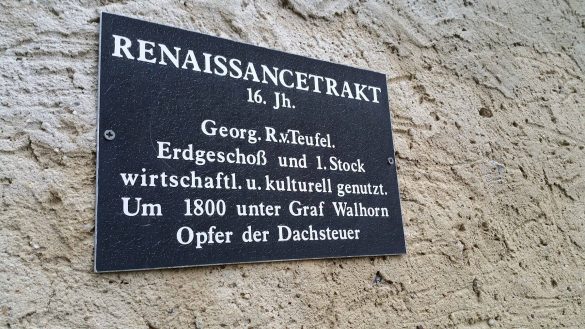 RENAISSANCETRAKT
16. Jh.
Georg. R.v.Teufel.
Erdgeschoß und 1. Stock
wirtschaftl. u. kulturell genutzt.
Um 1800 unter Graf Walhorn
Opfer der Dachsteuer